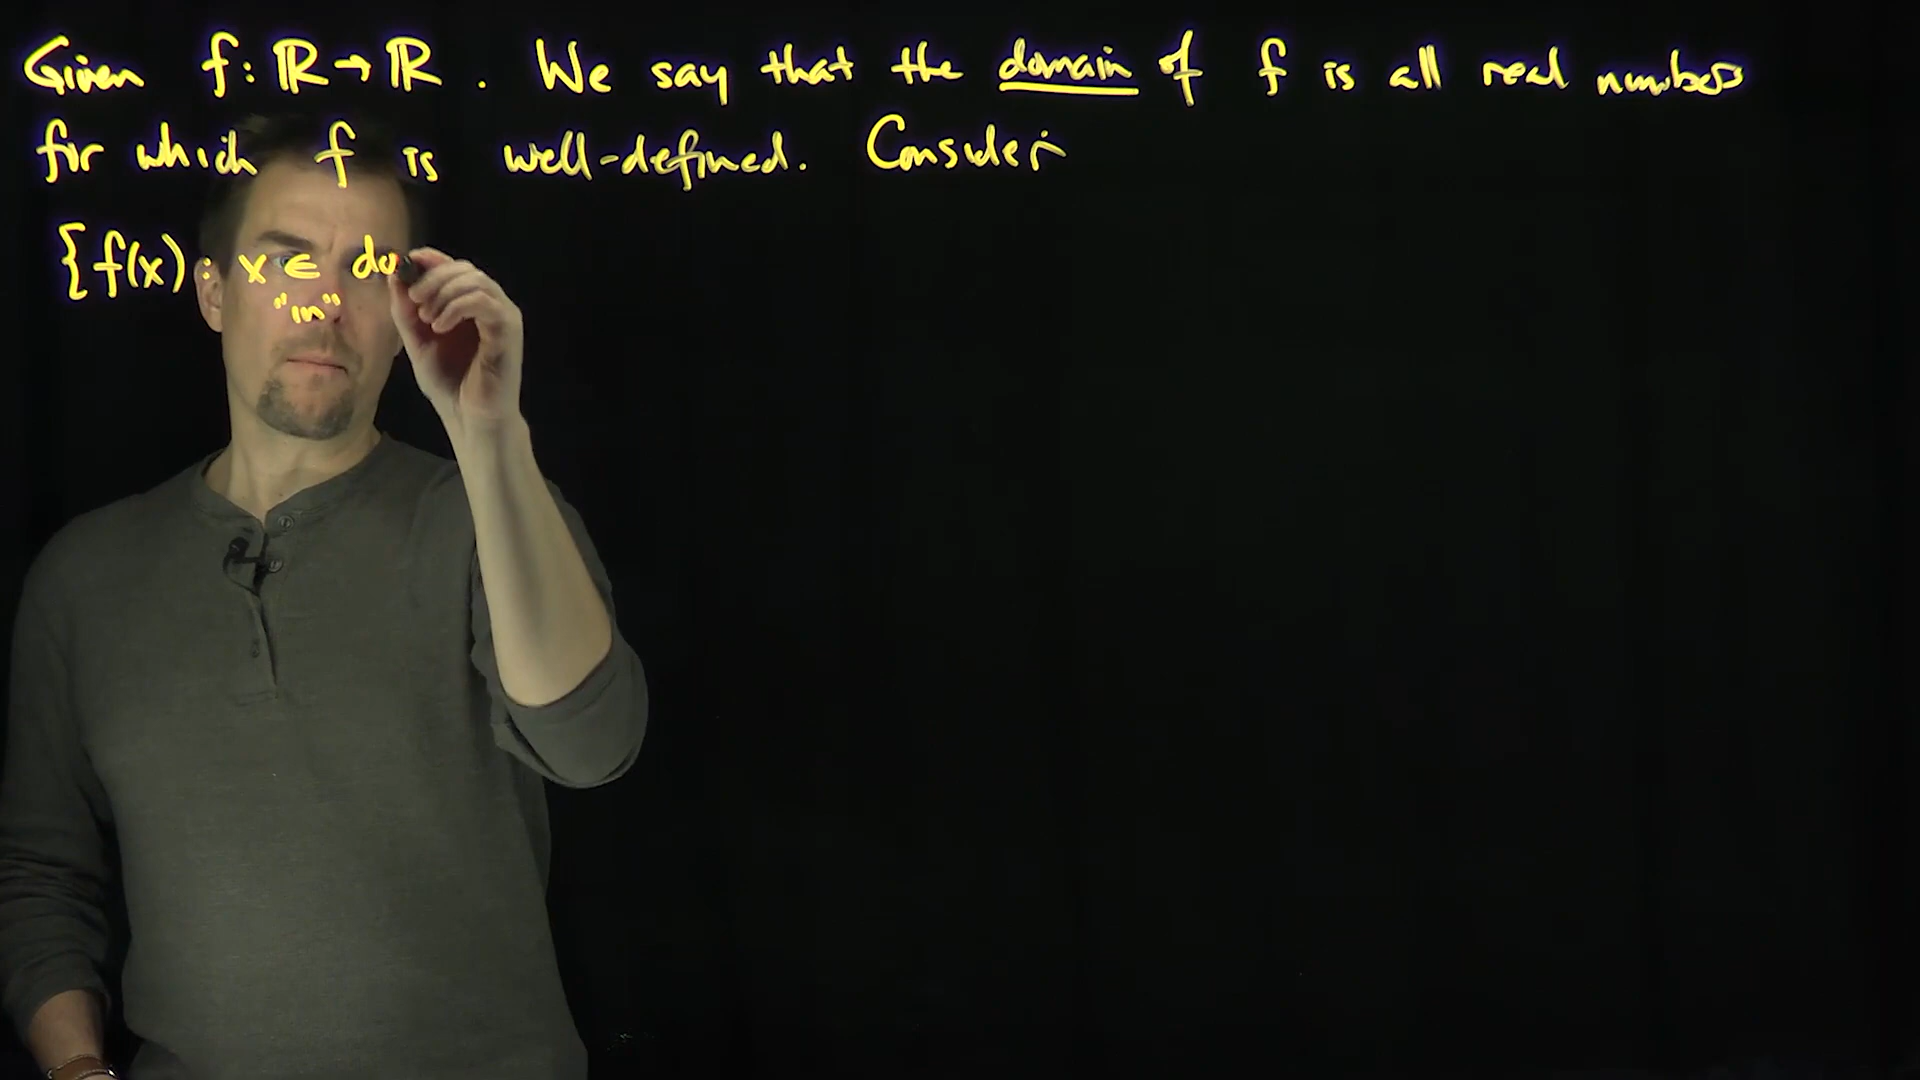 Given f: ℝ → ℝ. We say that the domain of f is all real numbers
for which f is well-defined. Consider
{f(x) : x ∈ do
"in"